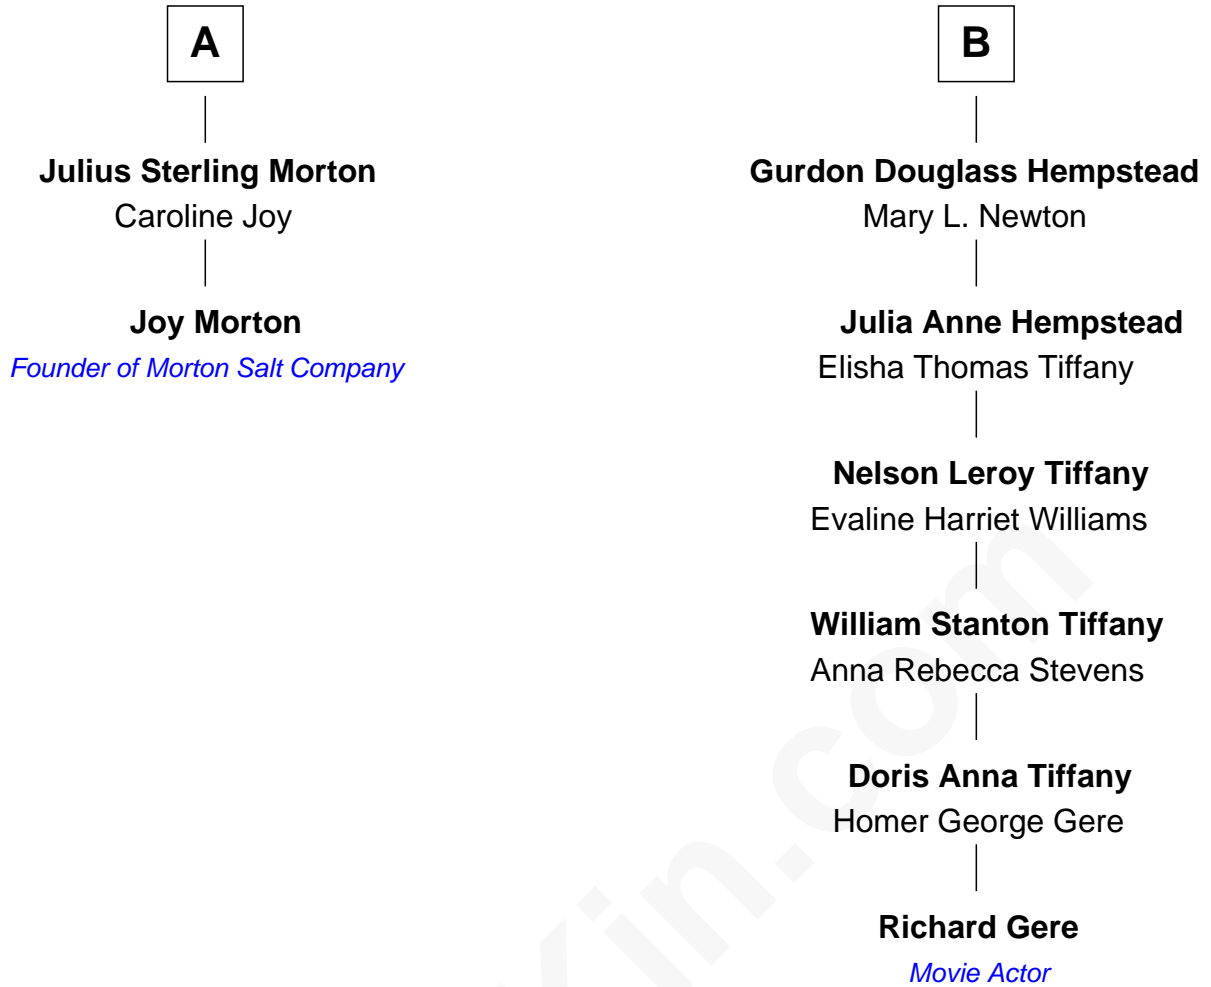 A
Julius Sterling Morton
Caroline Joy
Joy Morton
Founder of Morton Salt Company
B
Gurdon Douglass Hempstead
Mary L. Newton
Julia Anne Hempstead
Elisha Thomas Tiffany
Nelson Leroy Tiffany
Evaline Harriet Williams
William Stanton Tiffany
Anna Rebecca Stevens
Doris Anna Tiffany
Homer George Gere
Richard Gere
Movie Actor
Kin.com